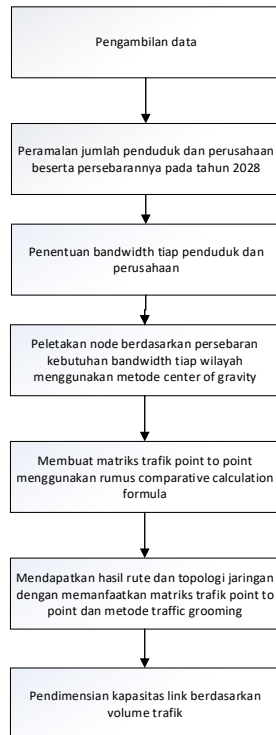 Pengambilan data
Peramalan jumlah penduduk dan perusahaan
beserta persebarannya pada tahun 2028
Penentuan bandwidth tiap penduduk dan
perusahaan
Peletakan node berdasarkan persebaran
kebutuhan bandwidth tiap wilayah
menggunakan metode center of gravity
Membuat matriks trafik point to point
menggunakan rumus comparative calculation
formula
Mendapatkan hasil rute dan topologi jaringan
dengan memanfaatkan matriks trafik point to
point dan metode traffic grooming
Pendimensian kapasitas link berdasarkan
volume trafik